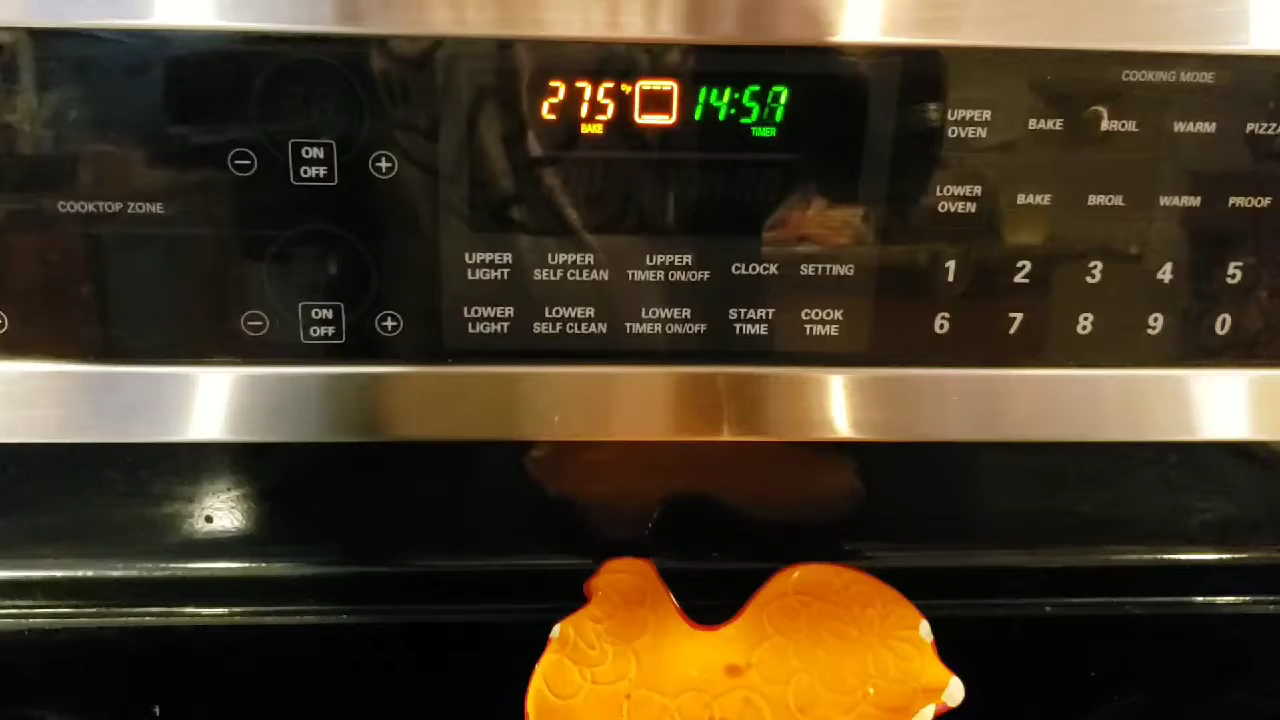 275°F 14:5
BAKE TIMER
COOKING MODE
UPPER OVEN BAKE BROIL WARM PIZZ
LOWER OVEN BAKE BROIL WARM PROOF
COOKTOP ZONE
− ON OFF +
− ON OFF +
UPPER LIGHT UPPER SELF CLEAN UPPER TIMER ON/OFF CLOCK SETTING
LOWER LIGHT LOWER SELF CLEAN LOWER TIMER ON/OFF START TIME COOK TIME
1 2 3 4 5
6 7 8 9 0